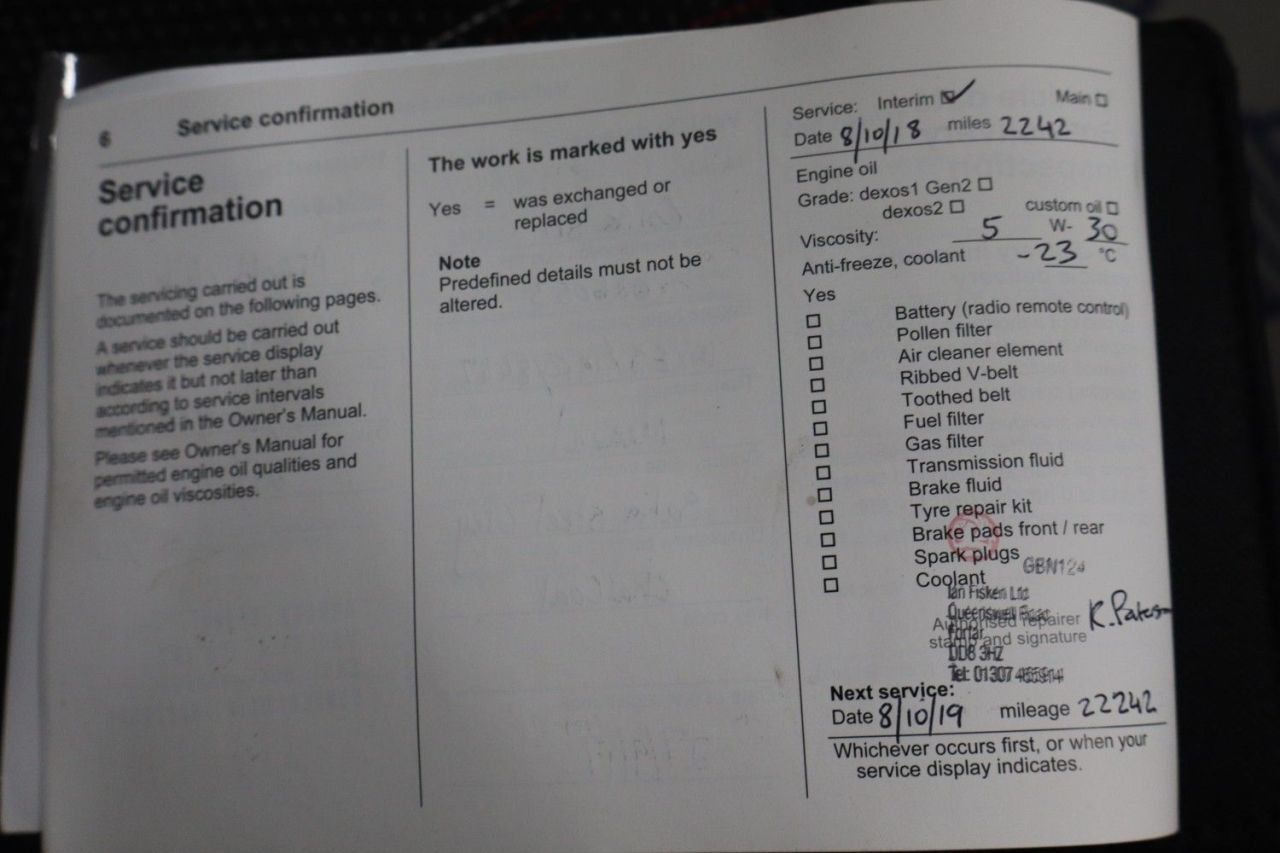 6 Service confirmation
Service
confirmation
The servicing carried out is
documented on the following pages.
A service should be carried out
whenever the service display
indicates it but not later than
according to service intervals
mentioned in the Owner's Manual.
Please see Owner's Manual for
permitted engine oil qualities and
engine oil viscosities.
The work is marked with yes
Yes = was exchanged or
replaced
Note
Predefined details must not be
altered.
Service: Interim Main
Date 8/10/18 miles 2242
Engine oil
Grade: dexos1 Gen2
dexos2 custom oil
Viscosity: 5 W- 30
Anti-freeze, coolant -23 °C
Yes
Battery (radio remote control)
Pollen filter
Air cleaner element
Ribbed V-belt
Toothed belt
Fuel filter
Gas filter
Transmission fluid
Brake fluid
Tyre repair kit
Brake pads front / rear
Spark plugs
GBN124
Coolant
Ian Fisken Ltd
Queenswell Road
Authorised repairer K. Paterson
Forfar
stamp and signature
DD8 3HZ
Tel: 01307
Next service:
Date 8/10/19 mileage 22242
Whichever occurs first, or when your
service display indicates.